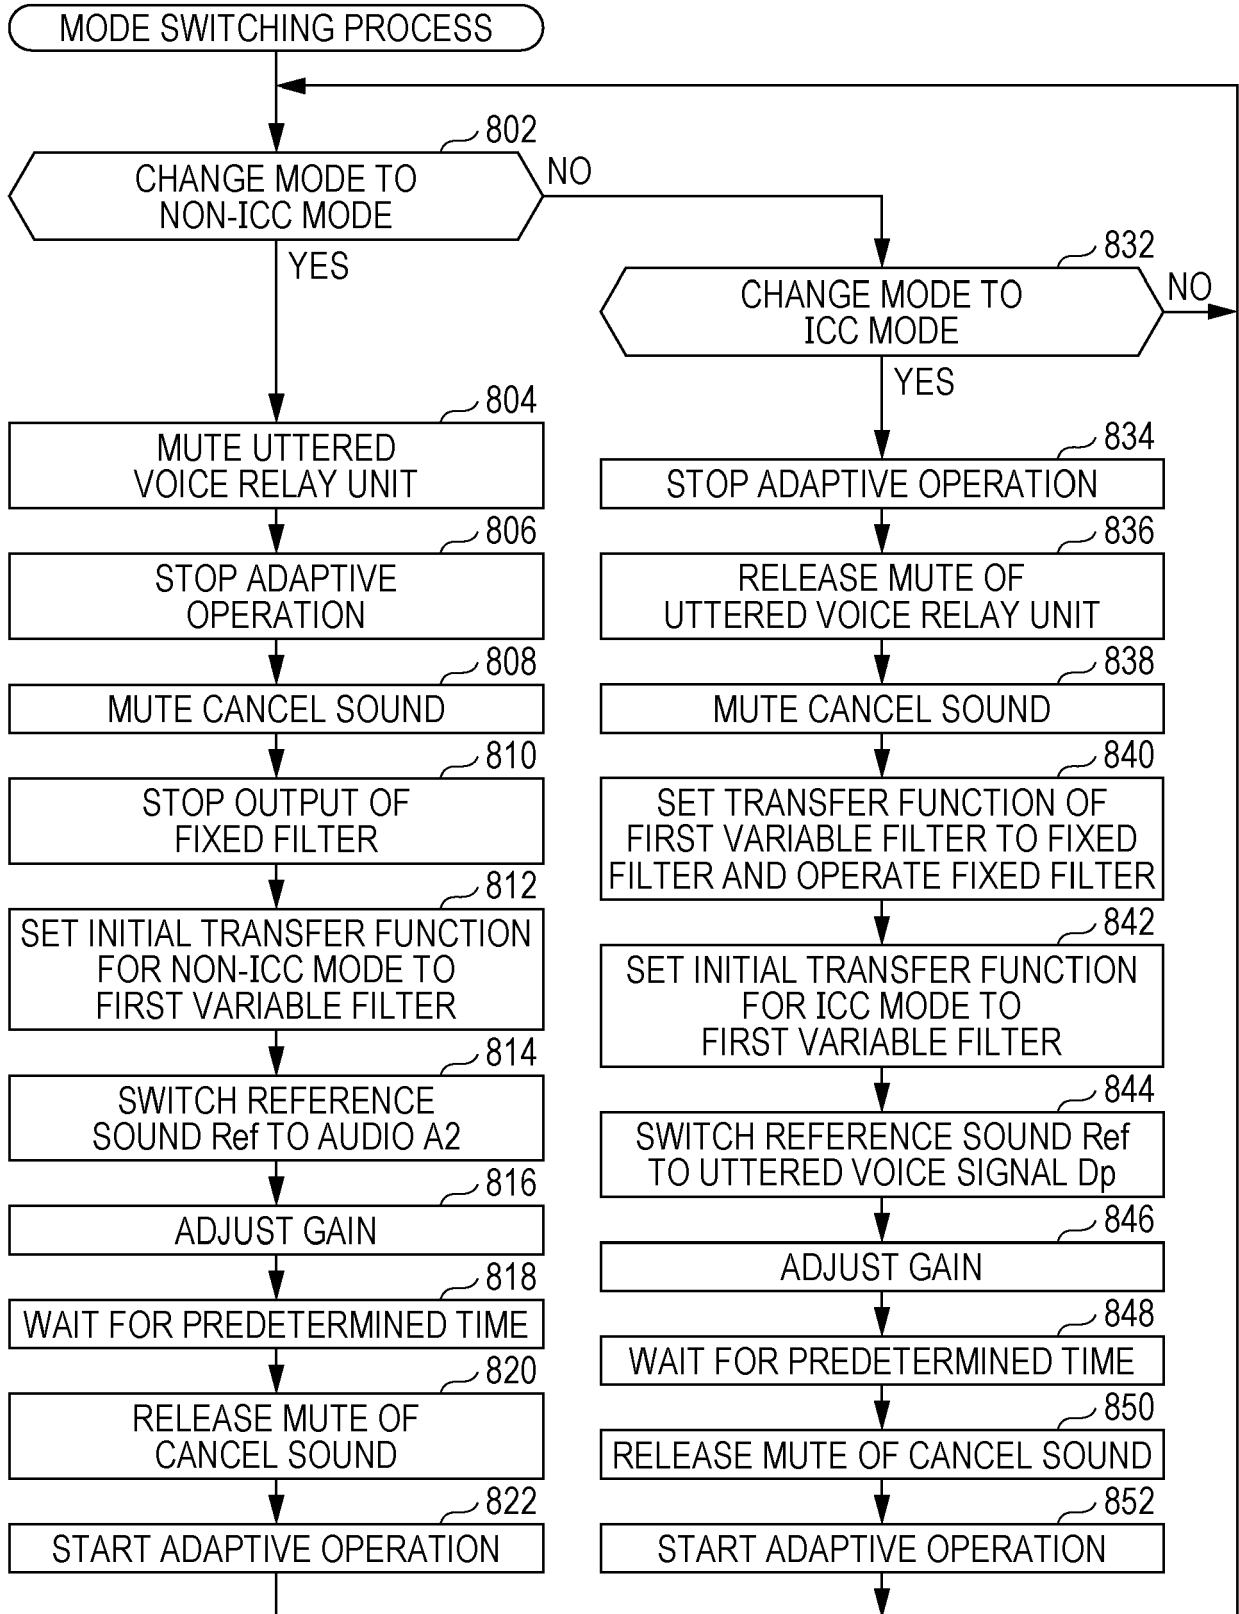 MODE SWITCHING PROCESS
802
CHANGE MODE TO
NON-ICC MODE
NO
YES
832
CHANGE MODE TO
ICC MODE
NO
YES
804
MUTE UTTERED
VOICE RELAY UNIT
806
STOP ADAPTIVE
OPERATION
808
MUTE CANCEL SOUND
810
STOP OUTPUT OF
FIXED FILTER
812
SET INITIAL TRANSFER FUNCTION
FOR NON-ICC MODE TO
FIRST VARIABLE FILTER
814
SWITCH REFERENCE
SOUND Ref TO AUDIO A2
816
ADJUST GAIN
818
WAIT FOR PREDETERMINED TIME
820
RELEASE MUTE OF
CANCEL SOUND
822
START ADAPTIVE OPERATION
834
STOP ADAPTIVE OPERATION
836
RELEASE MUTE OF
UTTERED VOICE RELAY UNIT
838
MUTE CANCEL SOUND
840
SET TRANSFER FUNCTION OF
FIRST VARIABLE FILTER TO FIXED
FILTER AND OPERATE FIXED FILTER
842
SET INITIAL TRANSFER FUNCTION
FOR ICC MODE TO
FIRST VARIABLE FILTER
844
SWITCH REFERENCE SOUND Ref
TO UTTERED VOICE SIGNAL Dp
846
ADJUST GAIN
848
WAIT FOR PREDETERMINED TIME
850
RELEASE MUTE OF CANCEL SOUND
852
START ADAPTIVE OPERATION